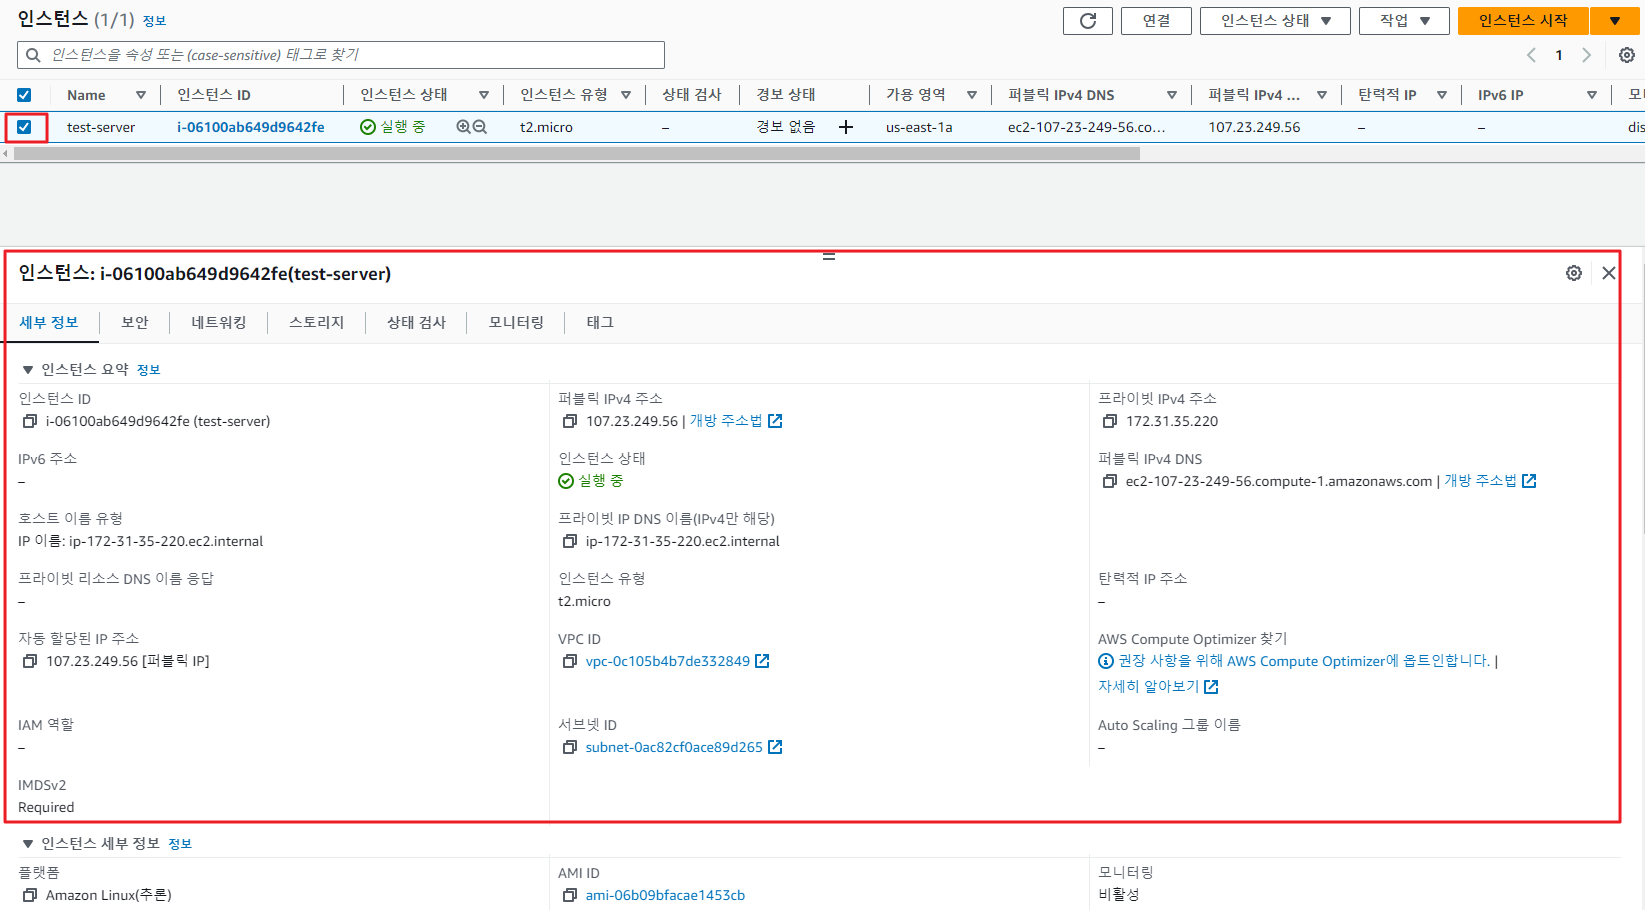 인스턴스 (1/1) 정보
연결
인스턴스 상태
작업
인스턴스 시작
인스턴스을 속성 또는 (case-sensitive) 태그로 찾기
1
Name 인스턴스 ID 인스턴스 상태 인스턴스 유형 상태 검사 경보 상태 가용 영역 퍼블릭 IPv4 DNS 퍼블릭 IPv4 ... 탄력적 IP IPv6 IP
test-server i-06100ab649d9642fe 실행 중 t2.micro – 경보 없음 + us-east-1a ec2-107-23-249-56.co... 107.23.249.56 – – dis
인스턴스: i-06100ab649d9642fe(test-server)
세부 정보 보안 네트워킹 스토리지 상태 검사 모니터링 태그
인스턴스 요약 정보
인스턴스 ID
i-06100ab649d9642fe (test-server)
퍼블릭 IPv4 주소
107.23.249.56 | 개방 주소법
프라이빗 IPv4 주소
172.31.35.220
IPv6 주소
–
인스턴스 상태
실행 중
퍼블릭 IPv4 DNS
ec2-107-23-249-56.compute-1.amazonaws.com | 개방 주소법
호스트 이름 유형
IP 이름: ip-172-31-35-220.ec2.internal
프라이빗 IP DNS 이름(IPv4만 해당)
ip-172-31-35-220.ec2.internal
프라이빗 리소스 DNS 이름 응답
–
인스턴스 유형
t2.micro
탄력적 IP 주소
–
자동 할당된 IP 주소
107.23.249.56 [퍼블릭 IP]
VPC ID
vpc-0c105b4b7de332849
AWS Compute Optimizer 찾기
권장 사항을 위해 AWS Compute Optimizer에 옵트인합니다. |
자세히 알아보기
IAM 역할
–
서브넷 ID
subnet-0ac82cf0ace89d265
Auto Scaling 그룹 이름
–
IMDSv2
Required
인스턴스 세부 정보 정보
플랫폼
Amazon Linux(추론)
AMI ID
ami-06b09bfacae1453cb
모니터링
비활성